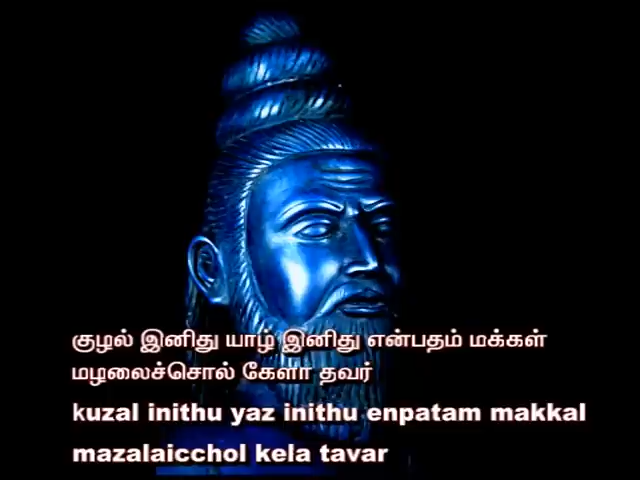 குழல் இனிது யாழ் இனிது என்பதம் மக்கள்
மழலைச்சொல் கேளா தவர்
kuzal inithu yaz inithu enpatam makkal
mazalaicchol kela tavar